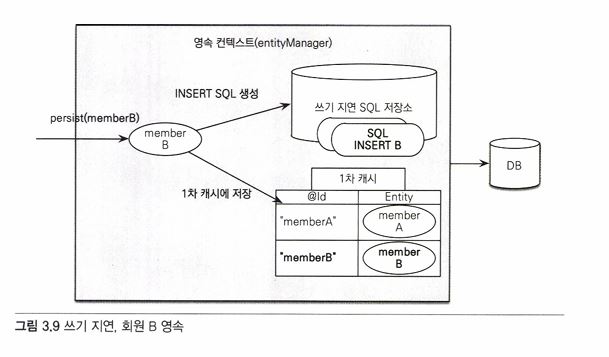 영속 컨텍스트(entityManager)
INSERT SQL 생성
쓰기 지연 SQL 저장소
persist(memberB)
member
B
SQL
INSERT B
DB
1차 캐시에 저장
1차 캐시
@Id
Entity
"memberA"
member
A
"memberB"
member
B
그림 3.9 쓰기 지연, 회원 B 영속